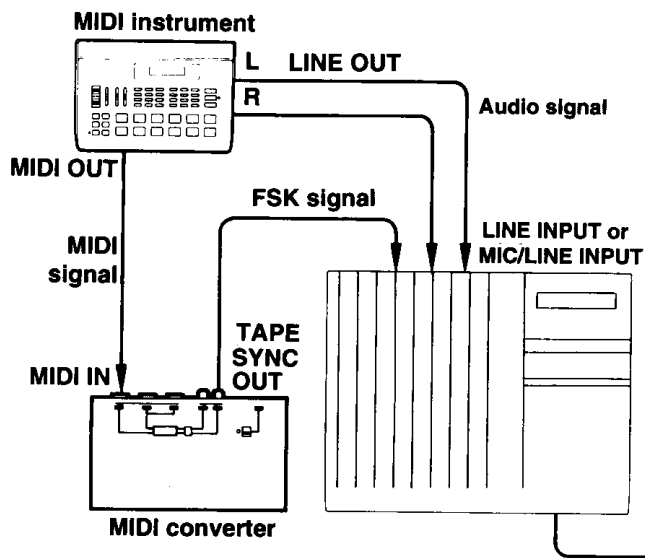 MIDI instrument
L LINE OUT
R
Audio signal
MIDI OUT
FSK signal
MIDI
signal
LINE INPUT or
MIC/LINE INPUT
TAPE
SYNC
OUT
MIDI IN
MIDI converter